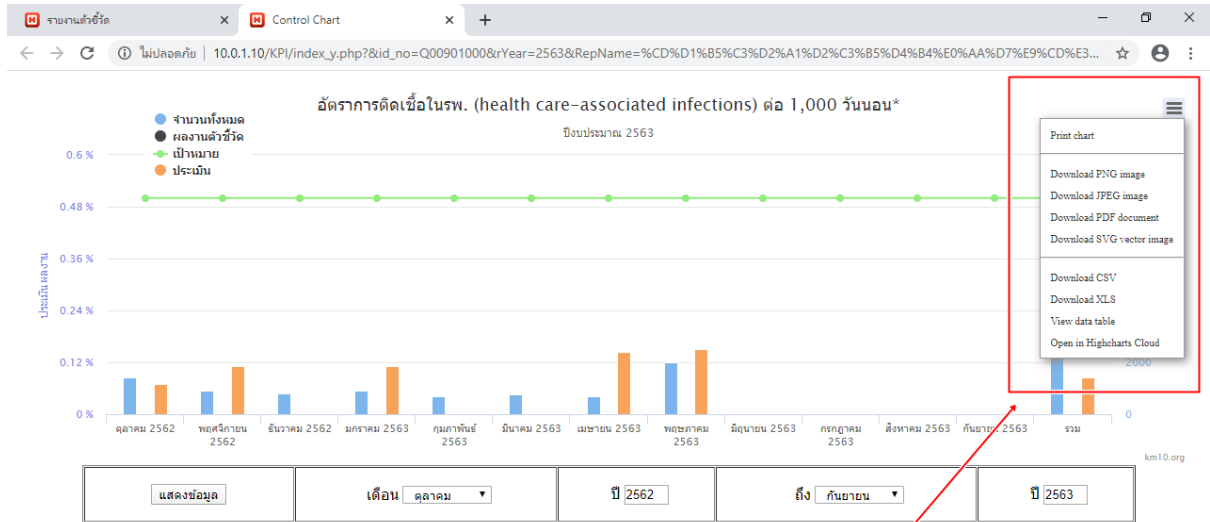 รายงานตัวชี้วัด
Control Chart
ไม่ปลอดภัย | 10.0.1.10/KPI/index_y.php?&id_no=Q00901000&rYear=2563&RepName=%CD%D1%B5%C3%D2%A1%D2%C3%B5%D4%B4%E0%AA%D7%E9%CD%E3...
อัตราการติดเชื้อในรพ. (health care-associated infections) ต่อ 1,000 วันนอน*
ปีงบประมาณ 2563
จำนวนทั้งหมด
ผลงานตัวชี้วัด
เป้าหมาย
ประเมิน
Print chart
Download PNG image
Download JPEG image
Download PDF document
Download SVG vector image
Download CSV
Download XLS
View data table
Open in Highcharts Cloud
ประเมินผลงาน
0.6 %
0.48 %
0.36 %
0.24 %
0.12 %
0 %
2000
0
ตุลาคม 2562
พฤศจิกายน
2562
ธันวาคม 2562
มกราคม 2563
กุมภาพันธ์
2563
มีนาคม 2563
เมษายน 2563
พฤษภาคม
2563
มิถุนายน 2563
กรกฎาคม
2563
สิงหาคม 2563
กันยายน 2563
รวม
km10.org
แสดงข้อมูล เดือน ตุลาคม ปี 2562 ถึง กันยายน ปี 2563